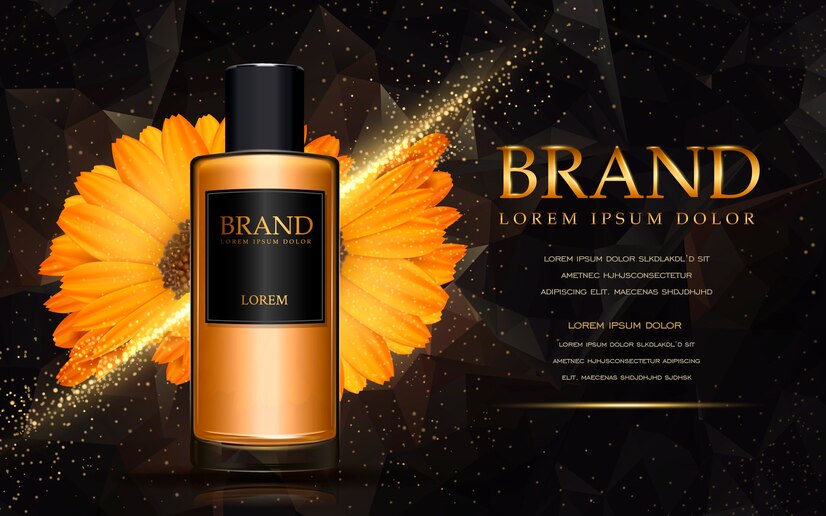 BRAND
LOREM IPSUM DOLOR
LOREM
BRAND
LOREM IPSUM DOLOR
LOREM IPSUM DOLOR SLKDLAKDL`D SIT
AMETNEC HJHJSCONSECTETUR
ADIPISCING ELIT. MAECENAS SHDJDHJHD
LOREM IPSUM DOLOR
`LOREM IPSUM DOLOR SLKDLAKDL`D SIT
AMETNEC HJHJSCONSECTETUR ADIPISCING
ELIT. MAECENAS SHDJDHJHD SJDHSK